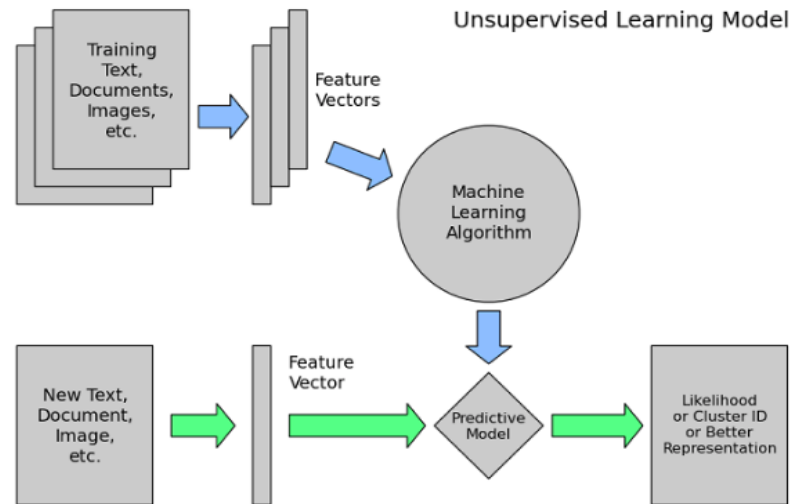 Unsupervised Learning Model
Training
Text,
Documents,
Images,
etc.
Feature
Vectors
Machine
Learning
Algorithm
New Text,
Document,
Image,
etc.
Feature
Vector
Predictive
Model
Likelihood
or Cluster ID
or Better
Representation